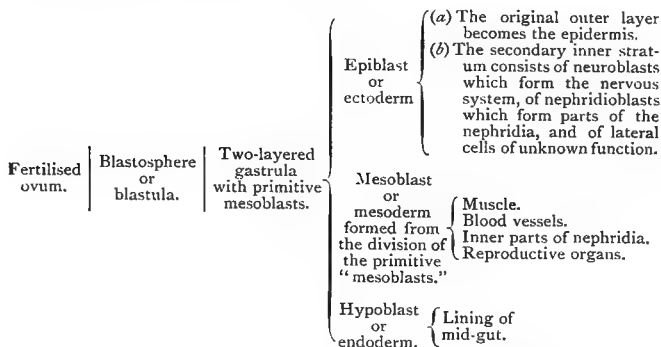 Fertilised
ovum.
Blastosphere
or
blastula.
Two-layered
gastrula
with primitive
mesoblasts.
Epiblast
or
ectoderm
(a) The original outer layer
becomes the epidermis.
(b) The secondary inner strat-
um consists of neuroblasts
which form the nervous
system, of nephridioblasts
which form parts of the
nephridia, and of lateral
cells of unknown function.
Mesoblast
or
mesoderm
formed from
the division of
the primitive
"mesoblasts."
Muscle.
Blood vessels.
Inner parts of nephridia.
Reproductive organs.
Hypoblast
or
endoderm.
Lining of
mid-gut.